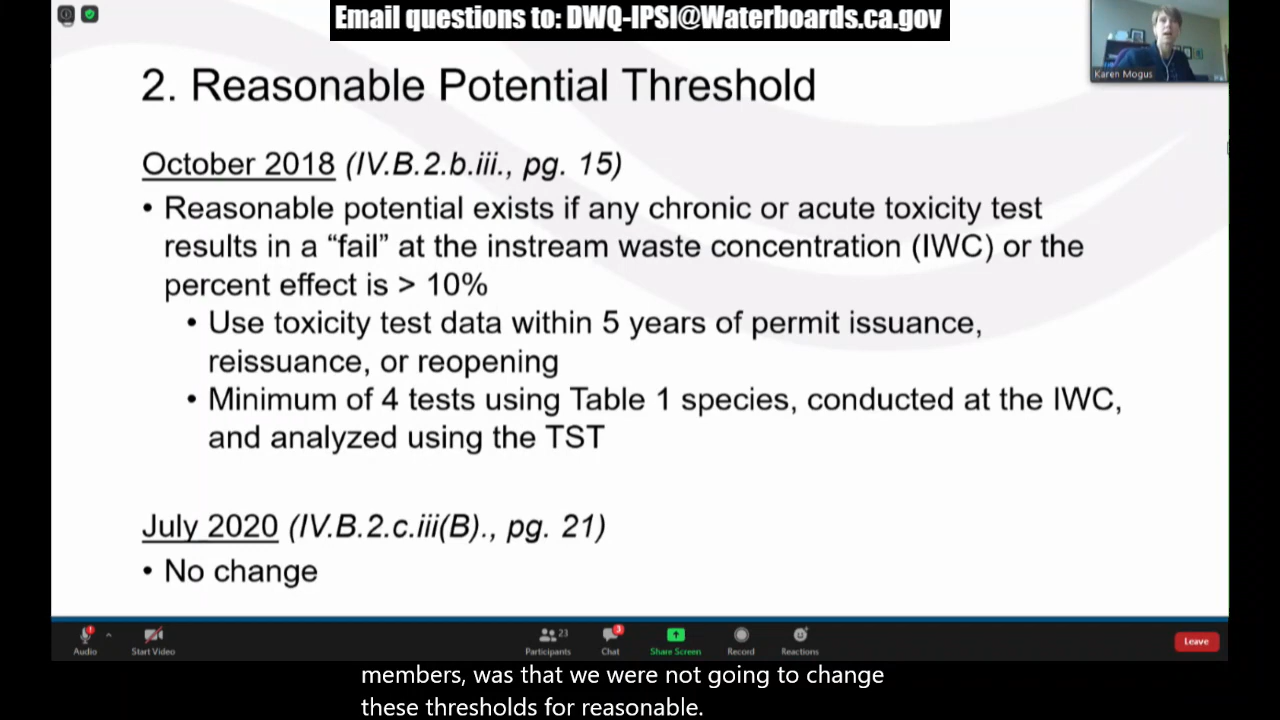 Email questions to: DWQ-IPSI@Waterboards.ca.gov
Karen Mogus
2. Reasonable Potential Threshold
October 2018 (IV.B.2.b.iii., pg. 15)
• Reasonable potential exists if any chronic or acute toxicity test
results in a “fail” at the instream waste concentration (IWC) or the
percent effect is > 10%
• Use toxicity test data within 5 years of permit issuance,
reissuance, or reopening
• Minimum of 4 tests using Table 1 species, conducted at the IWC,
and analyzed using the TST
July 2020 (IV.B.2.c.iii(B)., pg. 21)
• No change
Audio
Start Video
23
Participants
3
Chat
Share Screen
Record
Reactions
Leave
members, was that we were not going to change
these thresholds for reasonable.